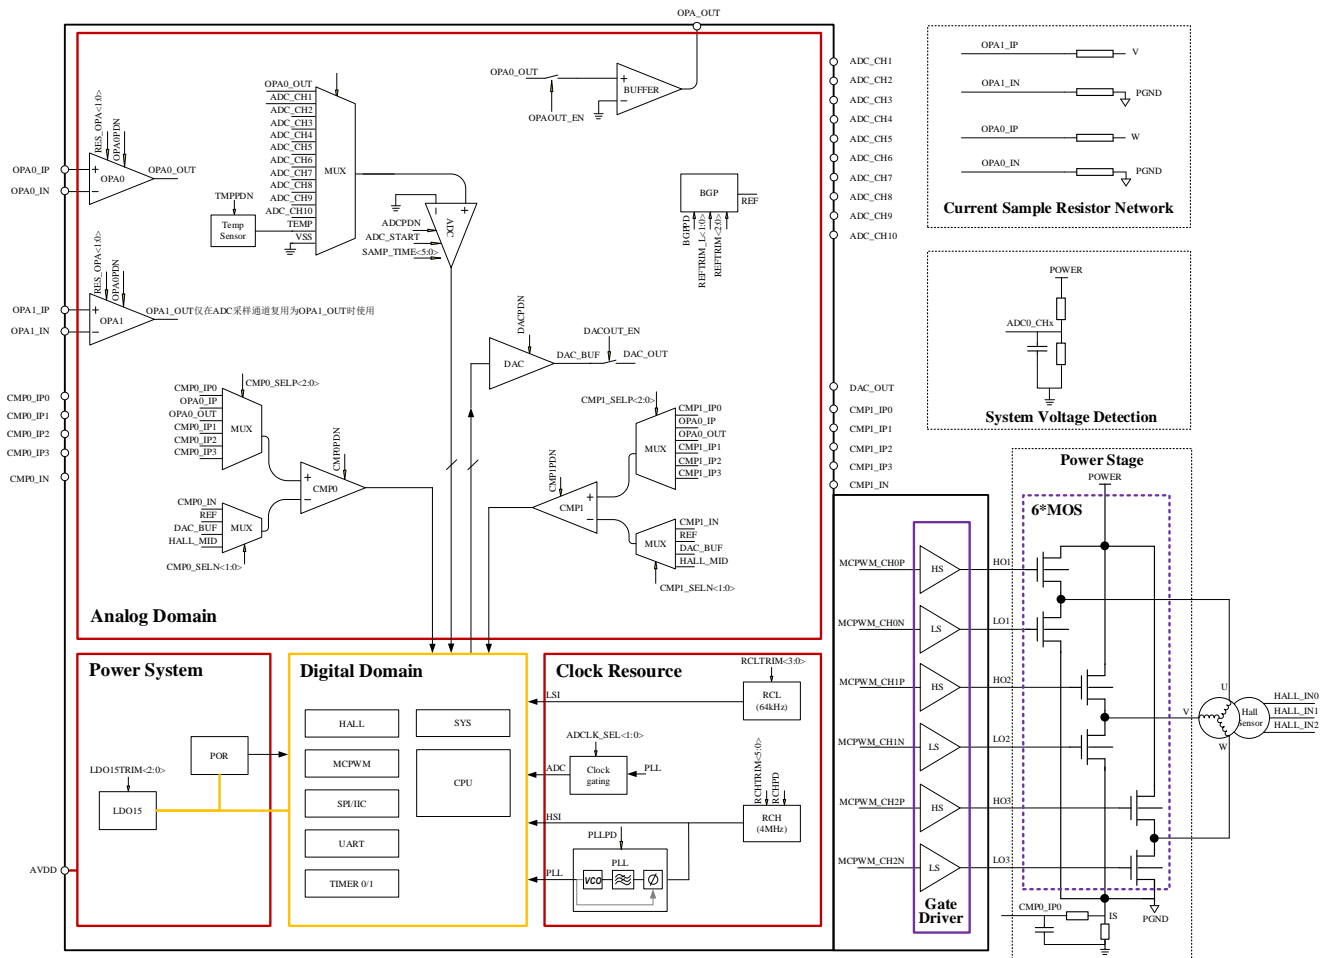 OPA_OUT
OPA0_OUT
BUFFER
OPAOUT_EN
RES_OPA<1:0>
OPA0PDN
OPA0_IP
OPA0_IN
OPA0
OPA0_OUT
OPA0_OUT
ADC_CH1
ADC_CH2
ADC_CH3
ADC_CH4
ADC_CH5
ADC_CH6
ADC_CH7
ADC_CH8
ADC_CH9
ADC_CH10
TEMP
VSS
MUX
TMPPDN
Temp
Sensor
ADC
ADCPDN
ADC_START
SAMP_TIME<5:0>
BGP
REF
BGPPD
REFTRIM_L<1:0>
REFTRIM<2:0>
RES_OPA<1:0>
OPA0PDN
OPA1_IP
OPA1_IN
OPA1
OPA1_OUT仅在ADC采样通道复用为OPA1_OUT时使用
DACPDN
DAC
DAC_BUF
DACOUT_EN
DAC_OUT
CMP0_IP0
CMP0_IP1
CMP0_IP2
CMP0_IP3
CMP0_IN
CMP0_SELP<2:0>
CMP0_IP0
OPA0_IP
OPA0_OUT
CMP0_IP1
CMP0_IP2
CMP0_IP3
MUX
CMP0PDN
CMP0
CMP0_IN
REF
DAC_BUF
HALL_MID
MUX
CMP0_SELN<1:0>
CMP1_SELP<2:0>
CMP1_IP0
OPA0_IP
OPA0_OUT
CMP1_IP1
CMP1_IP2
CMP1_IP3
MUX
CMP1PDN
CMP1
CMP1_IN
REF
DAC_BUF
HALL_MID
MUX
CMP1_SELN<1:0>
Analog Domain
ADC_CH1
ADC_CH2
ADC_CH3
ADC_CH4
ADC_CH5
ADC_CH6
ADC_CH7
ADC_CH8
ADC_CH9
ADC_CH10
DAC_OUT
CMP1_IP0
CMP1_IP1
CMP1_IP2
CMP1_IP3
CMP1_IN
OPA1_IP
V
OPA1_IN
PGND
OPA0_IP
W
OPA0_IN
PGND
Current Sample Resistor Network
POWER
ADC0_CHx
System Voltage Detection
Power System
POR
LDO15TRIM<2:0>
LDO15
AVDD
Digital Domain
HALL
SYS
MCPWM
CPU
SPI/IIC
UART
TIMER 0/1
Clock Resource
RCLTRIM<3:0>
LSI
RCL
(64kHz)
ADCLK_SEL<1:0>
ADC
Clock
gating
PLL
RCHTRIM<5:0>
RCHPD
HSI
RCH
(4MHz)
PLLPD
PLL
PLL
VCO
Ø
MCPWM_CH0P
HS
HO1
MCPWM_CH0N
LS
LO1
MCPWM_CH1P
HS
HO2
MCPWM_CH1N
LS
LO2
MCPWM_CH2P
HS
HO3
MCPWM_CH2N
LS
LO3
Gate
Driver
Power Stage
POWER
6*MOS
U
V
W
Hall
Sensor
HALL_IN0
HALL_IN1
HALL_IN2
CMP0_IP0
IS
PGND